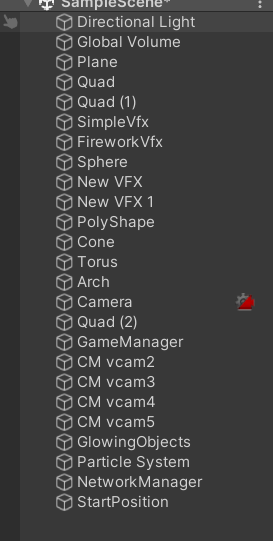 SampleScene*
Directional Light
Global Volume
Plane
Quad
Quad (1)
SimpleVfx
FireworkVfx
Sphere
New VFX
New VFX 1
PolyShape
Cone
Torus
Arch
Camera
Quad (2)
GameManager
CM vcam2
CM vcam3
CM vcam4
CM vcam5
GlowingObjects
Particle System
NetworkManager
StartPosition